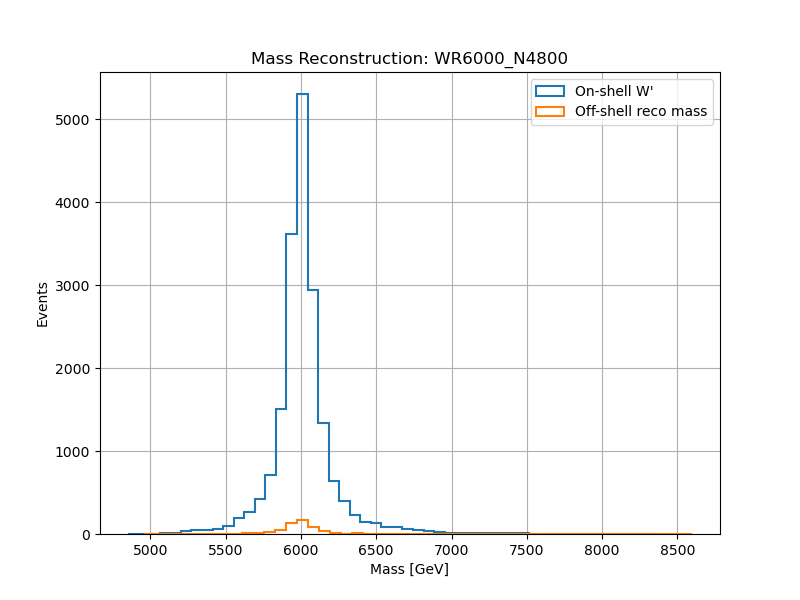 Mass Reconstruction: WR6000_N4800
On-shell W'
Off-shell reco mass
Events
5000
4000
3000
2000
1000
0
5000 5500 6000 6500 7000 7500 8000 8500
Mass [GeV]